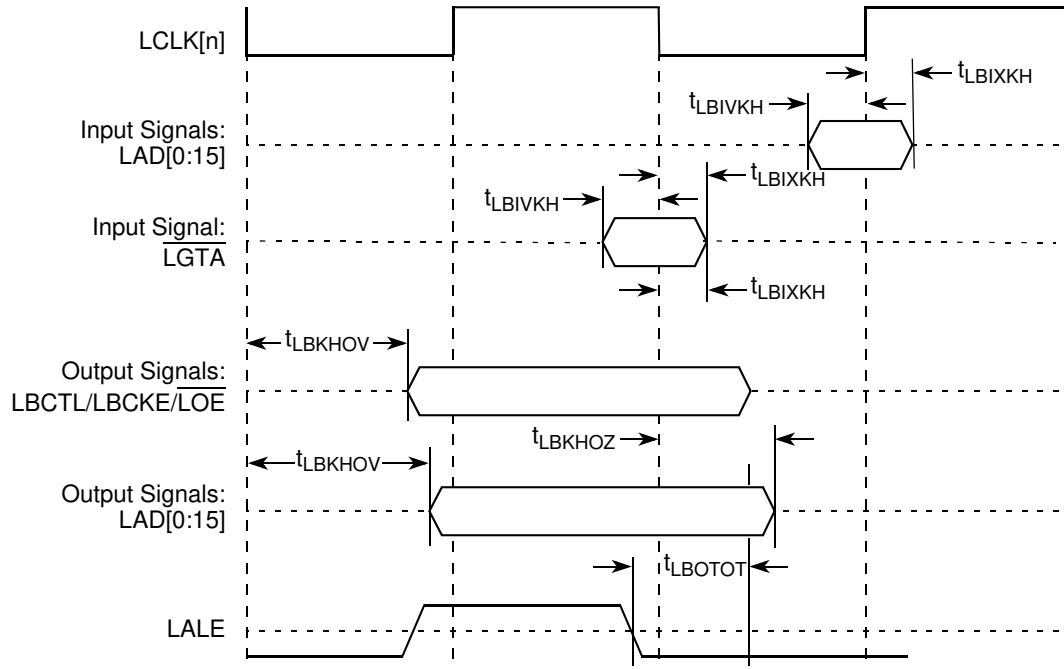 LCLK[n]
tLBIXKH
tLBIVKH
Input Signals:
LAD[0:15]
tLBIXKH
tLBIVKH
Input Signal:
LGTA
tLBIXKH
tLBKHOV
Output Signals:
LBCTL/LBCKE/LOE
tLBKHOZ
tLBKHOV
Output Signals:
LAD[0:15]
tLBOTOT
LALE